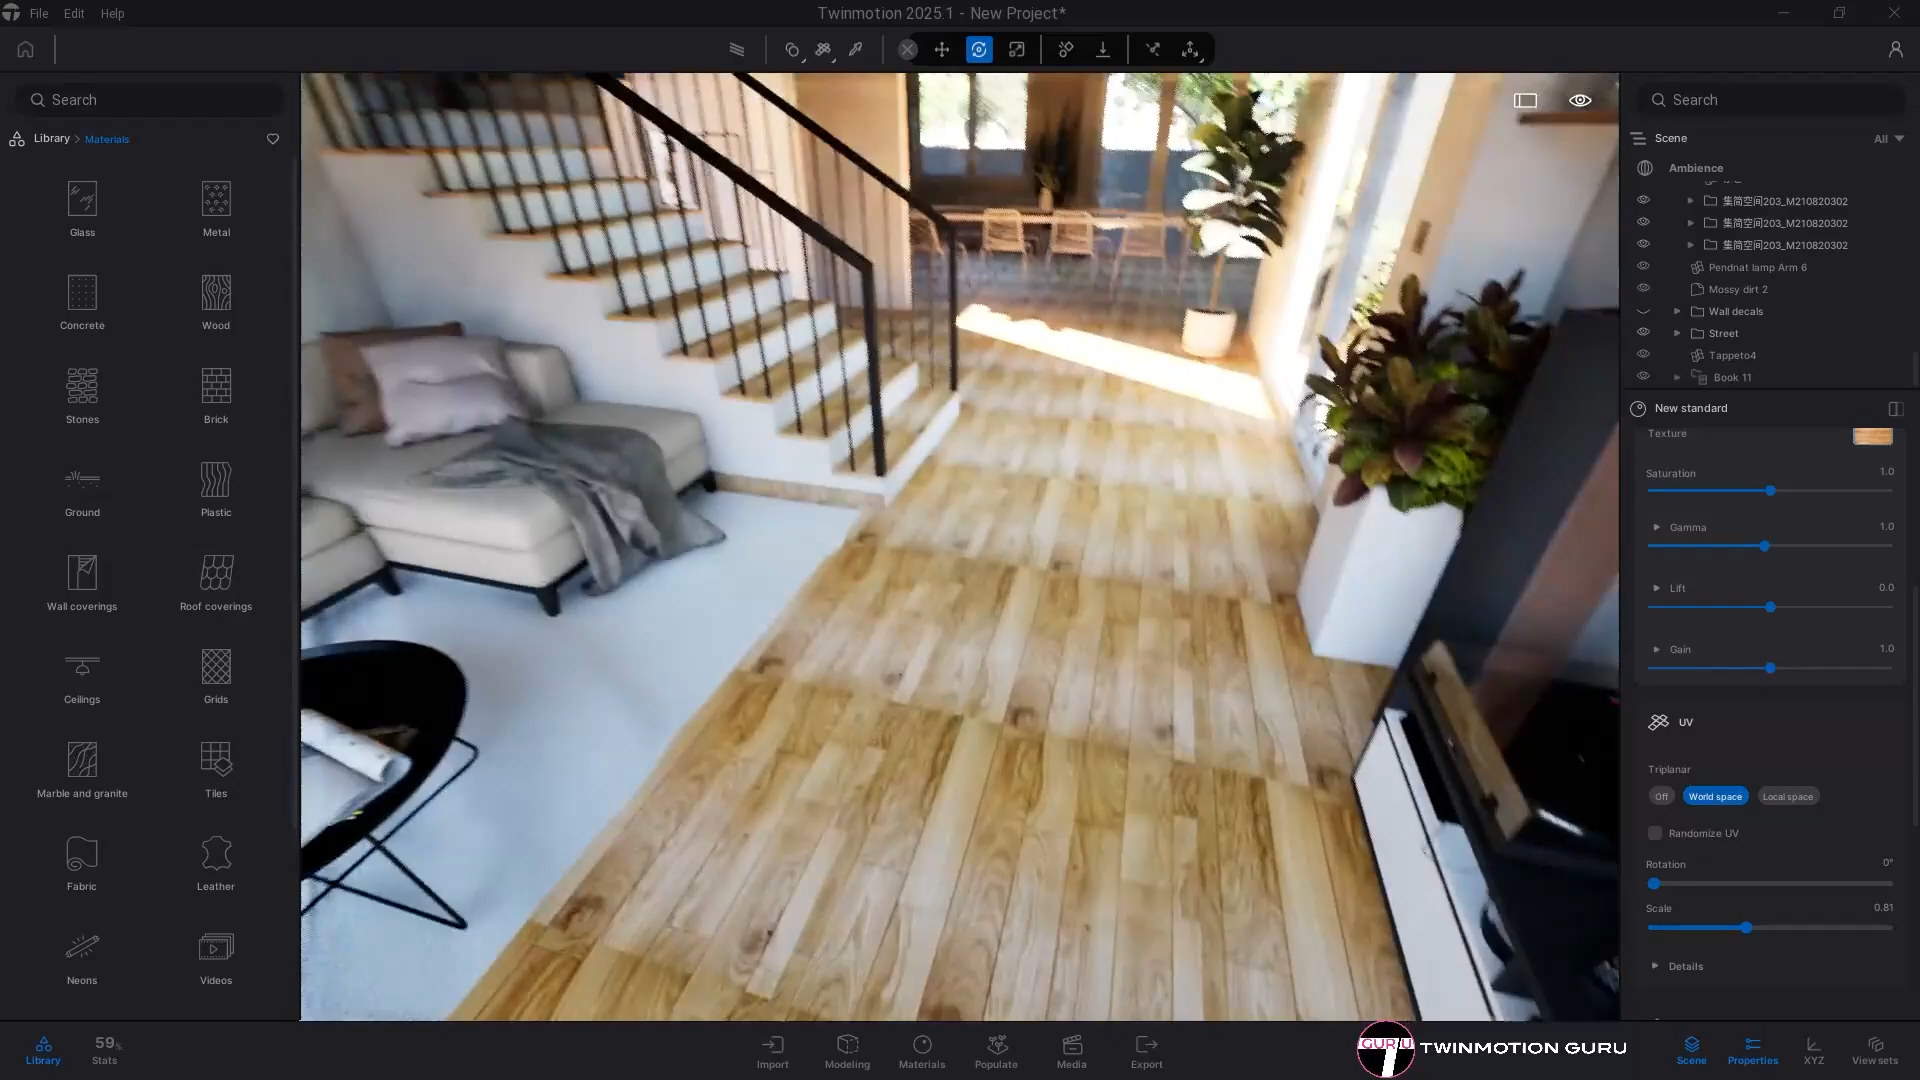 File Edit Help
Twinmotion 2025.1 - New Project*
Search
Library > Materials
Glass
Metal
Concrete
Wood
Stones
Brick
Ground
Plastic
Wall coverings
Roof coverings
Ceilings
Grids
Marble and granite
Tiles
Fabric
Leather
Neons
Videos
Search
Scene
All
Ambience
集简空间203_M210820302
集简空间203_M210820302
集简空间203_M210820302
Pendnat lamp Arm 6
Mossy dirt 2
Wall decals
Street
Tappeto4
Book 11
New standard
Texture
Saturation 1.0
Gamma 1.0
Lift 0.0
Gain 1.0
UV
Triplanar
Off World space Local space
Randomize UV
Rotation 0°
Scale 0.81
Details
Library
59%
Stats
Import
Modeling
Materials
Populate
Media
Export
GURU
TWINMOTION GURU
Scene
Properties
XYZ
View sets